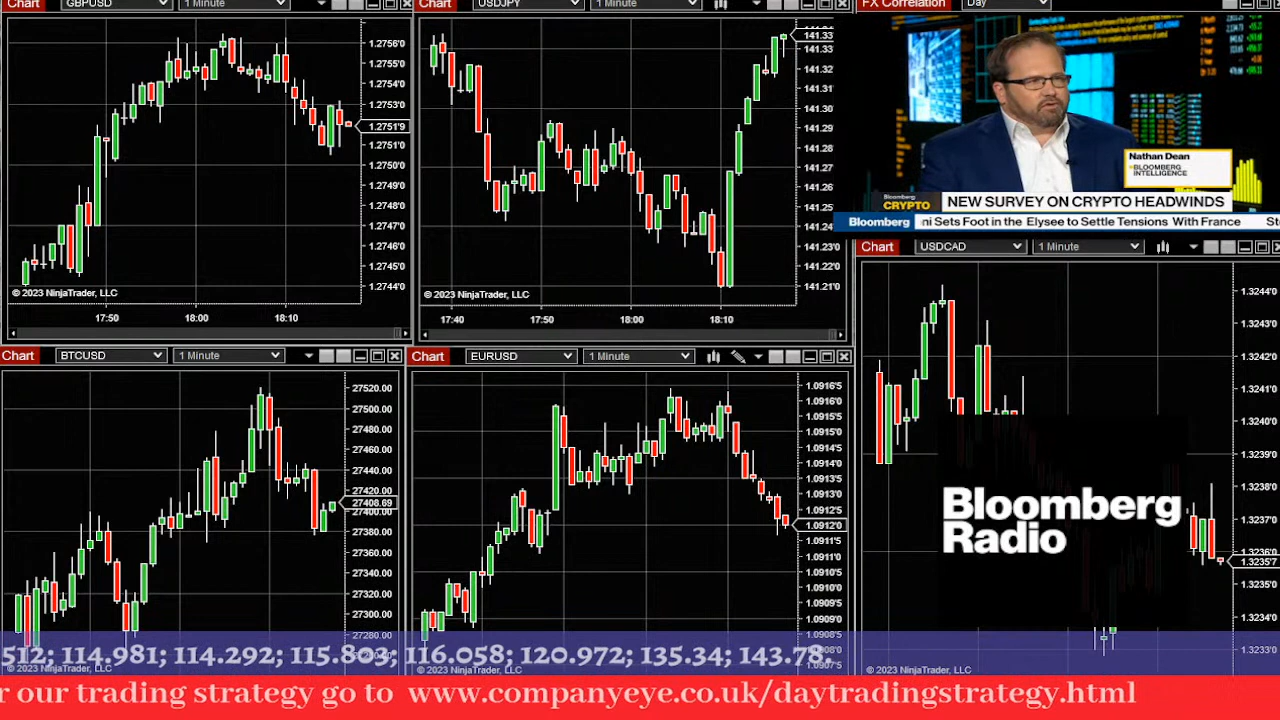 Chart GBPUSD 1 Minute
Chart USDJPY 1 Minute
FX Correlation Day
1.2756'0
1.2755'0
1.2754'0
1.2753'0
1.2751'9
1.2751'0
1.2750'0
1.2749'0
1.2748'0
1.2747'0
1.2746'0
1.2745'0
1.2744'0
© 2023 NinjaTrader, LLC
17:50 18:00 18:10
141.33
141.32
141.30
141.29
141.27
141.26
141.24
141.23'0
141.22'0
141.21'0
© 2023 NinjaTrader, LLC
17:40 17:50 18:00 18:10
Nathan Dean
BLOOMBERG
INTELLIGENCE
Bloomberg
CRYPTO
NEW SURVEY ON CRYPTO HEADWINDS
Bloomberg ni Sets Foot in the Elysee to Settle Tensions With France St
Chart USDCAD 1 Minute
1.3244'0
1.3243'0
1.3242'0
1.3241'0
1.3240'0
1.3239'0
1.3238'0
1.3237'0
1.3236'0
1.3235'7
1.3235'0
1.3234'0
1.3233'0
Bloomberg
Radio
© 2023 NinjaTrader, LLC
Chart BTCUSD 1 Minute
27520.00
27500.00
27480.00
27460.00
27440.00
27420.00
27408.69
27400.00
27380.00
27360.00
27340.00
27320.00
27300.00
27280.00
© 2023 NinjaTrader, LLC
Chart EURUSD 1 Minute
1.0916'5
1.0916'0
1.0915'5
1.0915'0
1.0914'5
1.0914'0
1.0913'5
1.0913'0
1.0912'5
1.0912'0
1.0911'5
1.0911'0
1.0910'5
1.0910'0
1.0909'5
1.0909'0
1.0908'5
1.0907'5
© 2023 NinjaTrader, LLC
512; 114.981; 114.292; 115.803; 116.058; 120.972; 135.34; 143.78,
r our trading strategy go to www.companyeye.co.uk/daytradingstrategy.html